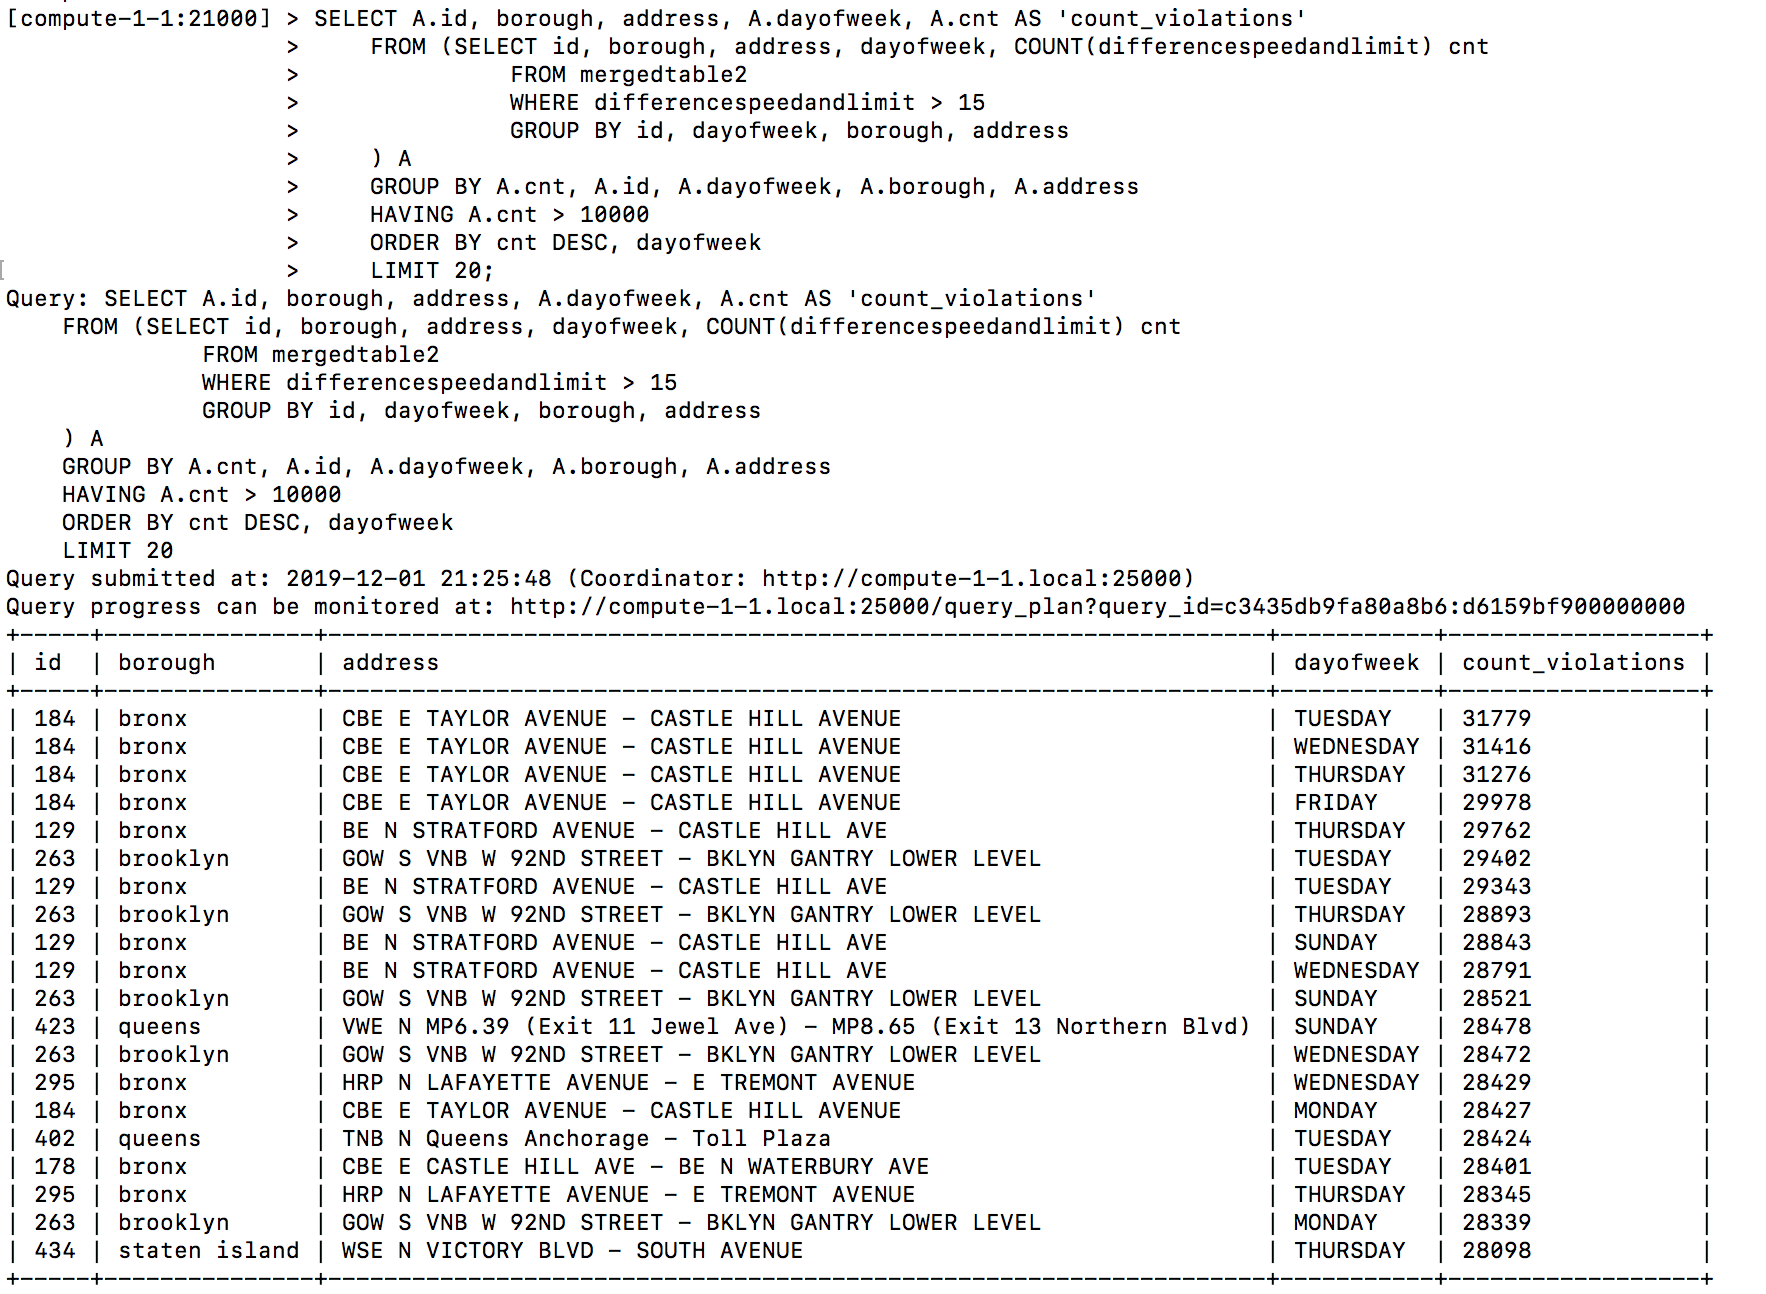 [compute-1-1:21000] > SELECT A.id, borough, address, A.dayofweek, A.cnt AS 'count_violations'
                    >     FROM (SELECT id, borough, address, dayofweek, COUNT(differencespeedandlimit) cnt
                    >               FROM mergedtable2
                    >               WHERE differencespeedandlimit > 15
                    >               GROUP BY id, dayofweek, borough, address
                    >     ) A
                    >     GROUP BY A.cnt, A.id, A.dayofweek, A.borough, A.address
                    >     HAVING A.cnt > 10000
                    >     ORDER BY cnt DESC, dayofweek
[                   >     LIMIT 20;
Query: SELECT A.id, borough, address, A.dayofweek, A.cnt AS 'count_violations'
    FROM (SELECT id, borough, address, dayofweek, COUNT(differencespeedandlimit) cnt
              FROM mergedtable2
              WHERE differencespeedandlimit > 15
              GROUP BY id, dayofweek, borough, address
    ) A
    GROUP BY A.cnt, A.id, A.dayofweek, A.borough, A.address
    HAVING A.cnt > 10000
    ORDER BY cnt DESC, dayofweek
    LIMIT 20
Query submitted at: 2019-12-01 21:25:48 (Coordinator: http://compute-1-1.local:25000)
Query progress can be monitored at: http://compute-1-1.local:25000/query_plan?query_id=c3435db9fa80a8b6:d6159bf900000000
+-----+---------------+-------------------------------------------------------------------+-----------+------------------+
| id  | borough       | address                                                           | dayofweek | count_violations |
+-----+---------------+-------------------------------------------------------------------+-----------+------------------+
| 184 | bronx         | CBE E TAYLOR AVENUE - CASTLE HILL AVENUE                          | TUESDAY   | 31779            |
| 184 | bronx         | CBE E TAYLOR AVENUE - CASTLE HILL AVENUE                          | WEDNESDAY | 31416            |
| 184 | bronx         | CBE E TAYLOR AVENUE - CASTLE HILL AVENUE                          | THURSDAY  | 31276            |
| 184 | bronx         | CBE E TAYLOR AVENUE - CASTLE HILL AVENUE                          | FRIDAY    | 29978            |
| 129 | bronx         | BE N STRATFORD AVENUE - CASTLE HILL AVE                           | THURSDAY  | 29762            |
| 263 | brooklyn      | GOW S VNB W 92ND STREET - BKLYN GANTRY LOWER LEVEL                | TUESDAY   | 29402            |
| 129 | bronx         | BE N STRATFORD AVENUE - CASTLE HILL AVE                           | TUESDAY   | 29343            |
| 263 | brooklyn      | GOW S VNB W 92ND STREET - BKLYN GANTRY LOWER LEVEL                | THURSDAY  | 28893            |
| 129 | bronx         | BE N STRATFORD AVENUE - CASTLE HILL AVE                           | SUNDAY    | 28843            |
| 129 | bronx         | BE N STRATFORD AVENUE - CASTLE HILL AVE                           | WEDNESDAY | 28791            |
| 263 | brooklyn      | GOW S VNB W 92ND STREET - BKLYN GANTRY LOWER LEVEL                | SUNDAY    | 28521            |
| 423 | queens        | VWE N MP6.39 (Exit 11 Jewel Ave) - MP8.65 (Exit 13 Northern Blvd) | SUNDAY    | 28478            |
| 263 | brooklyn      | GOW S VNB W 92ND STREET - BKLYN GANTRY LOWER LEVEL                | WEDNESDAY | 28472            |
| 295 | bronx         | HRP N LAFAYETTE AVENUE - E TREMONT AVENUE                         | WEDNESDAY | 28429            |
| 184 | bronx         | CBE E TAYLOR AVENUE - CASTLE HILL AVENUE                          | MONDAY    | 28427            |
| 402 | queens        | TNB N Queens Anchorage - Toll Plaza                               | TUESDAY   | 28424            |
| 178 | bronx         | CBE E CASTLE HILL AVE - BE N WATERBURY AVE                        | TUESDAY   | 28401            |
| 295 | bronx         | HRP N LAFAYETTE AVENUE - E TREMONT AVENUE                         | THURSDAY  | 28345            |
| 263 | brooklyn      | GOW S VNB W 92ND STREET - BKLYN GANTRY LOWER LEVEL                | MONDAY    | 28339            |
| 434 | staten island | WSE N VICTORY BLVD - SOUTH AVENUE                                 | THURSDAY  | 28098            |
+-----+---------------+-------------------------------------------------------------------+-----------+------------------+